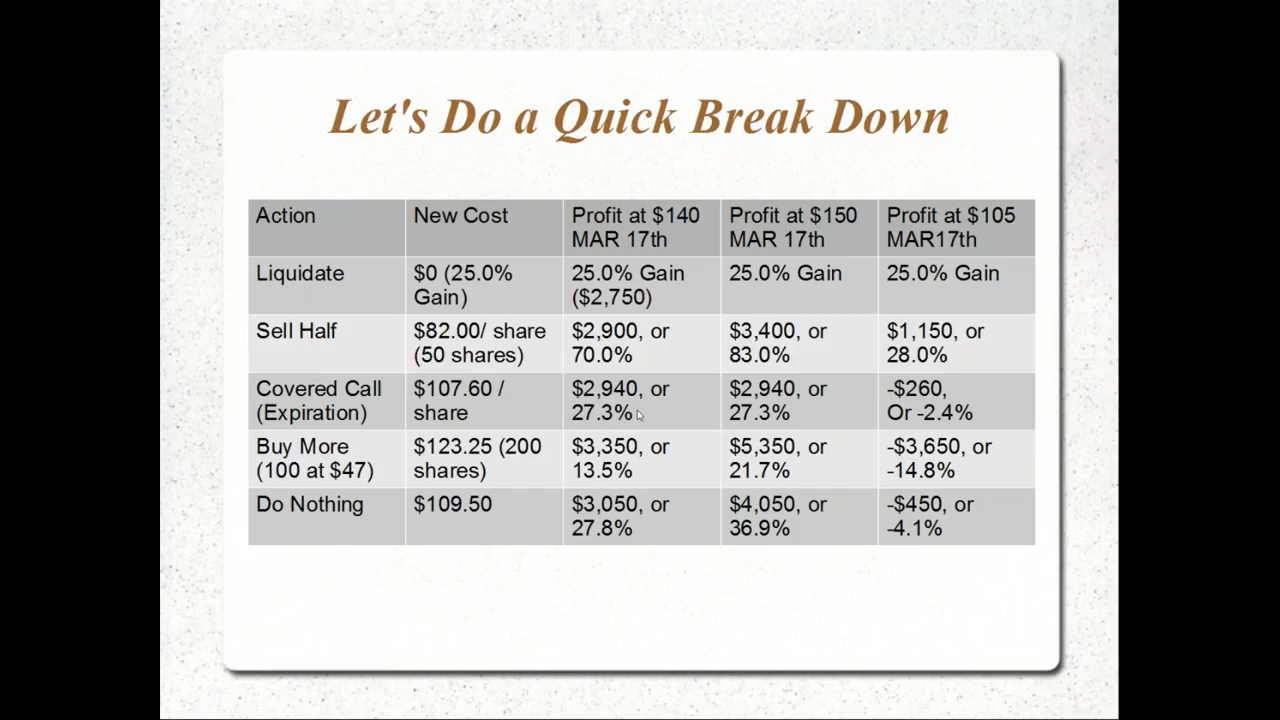 Let's Do a Quick Break Down
Action
New Cost
Profit at $140
MAR 17th
Profit at $150
MAR 17th
Profit at $105
MAR17th
Liquidate
$0 (25.0%
Gain)
25.0% Gain
($2,750)
25.0% Gain
25.0% Gain
Sell Half
$82.00/ share
(50 shares)
$2,900, or
70.0%
$3,400, or
83.0%
$1,150, or
28.0%
Covered Call
(Expiration)
$107.60 /
share
$2,940, or
27.3%
$2,940, or
27.3%
-$260,
Or -2.4%
Buy More
(100 at $47)
$123.25 (200
shares)
$3,350, or
13.5%
$5,350, or
21.7%
-$3,650, or
-14.8%
Do Nothing
$109.50
$3,050, or
27.8%
$4,050, or
36.9%
-$450, or
-4.1%